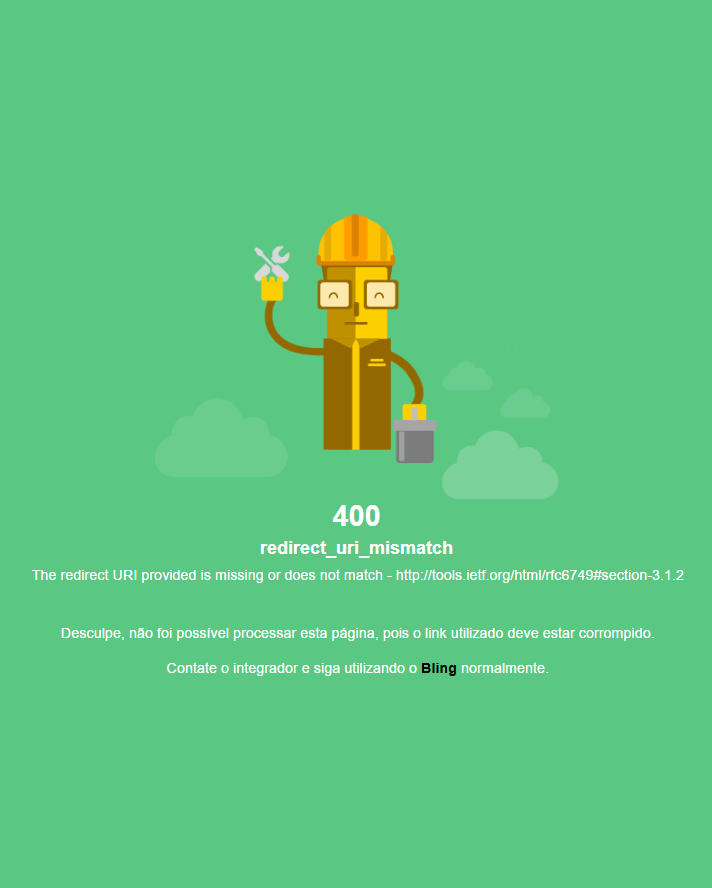 400
redirect_uri_mismatch
The redirect URI provided is missing or does not match - http://tools.ietf.org/html/rfc6749#section-3.1.2
Desculpe, não foi possível processar esta página, pois o link utilizado deve estar corrompido.
Contate o integrador e siga utilizando o Bling normalmente.